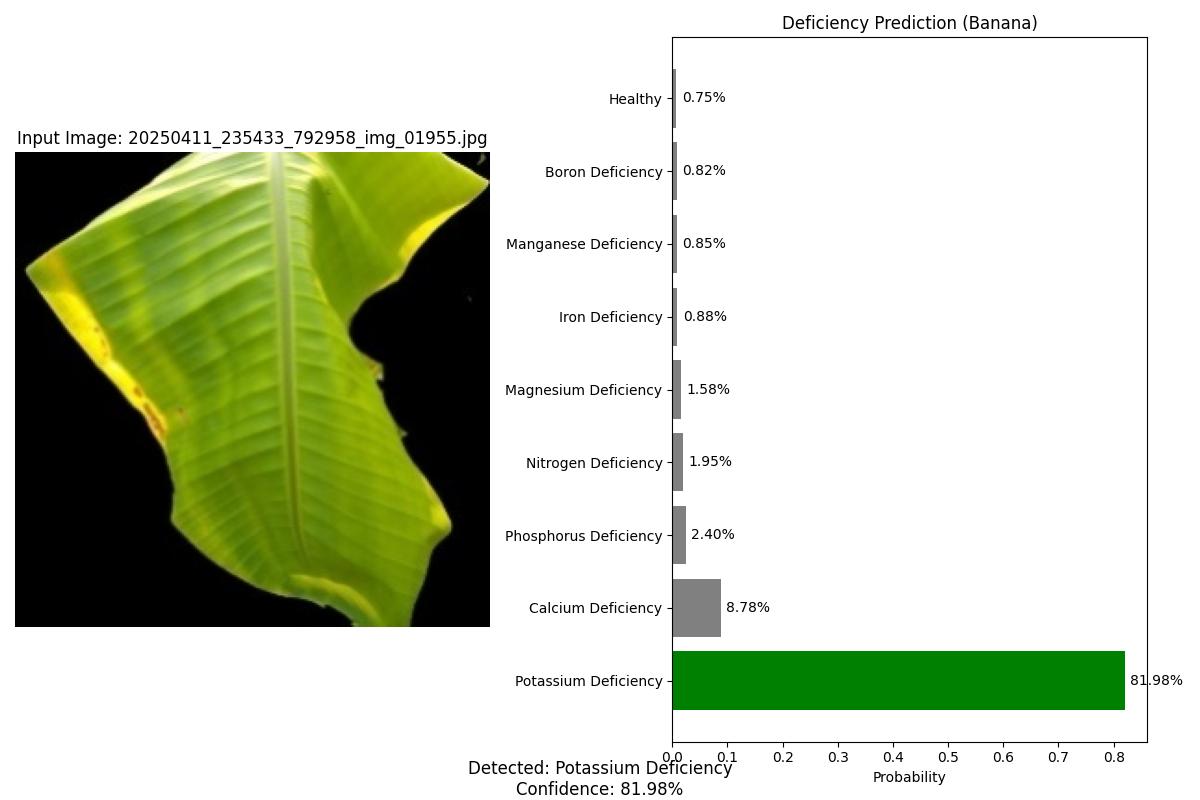 Deficiency Prediction (Banana)
Input Image: 20250411_235433_792958_img_01955.jpg
Healthy 0.75%
Boron Deficiency 0.82%
Manganese Deficiency 0.85%
Iron Deficiency 0.88%
Magnesium Deficiency 1.58%
Nitrogen Deficiency 1.95%
Phosphorus Deficiency 2.40%
Calcium Deficiency 8.78%
Potassium Deficiency 81.98%
0.0 0.1 0.2 0.3 0.4 0.5 0.6 0.7 0.8
Probability
Detected: Potassium Deficiency
Confidence: 81.98%